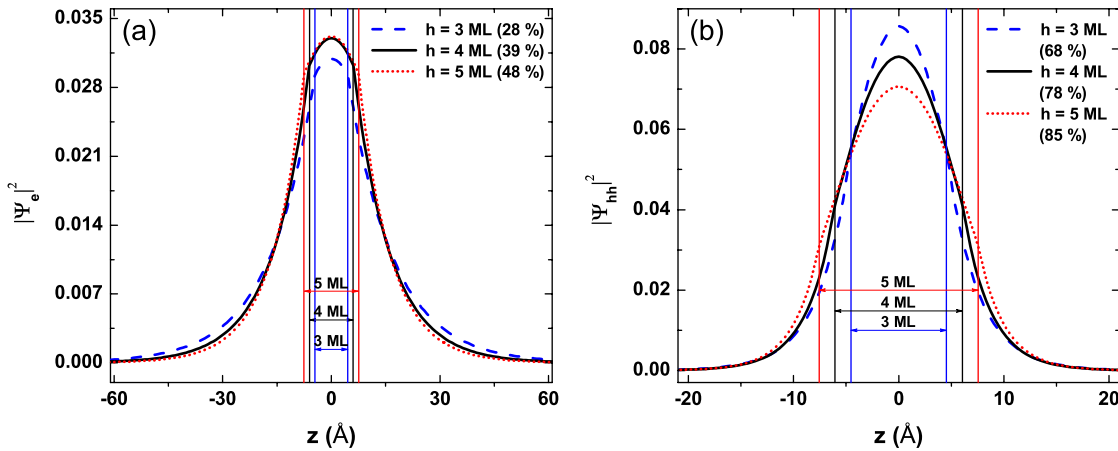 (a)
h = 3 ML (28 %)
h = 4 ML (39 %)
h = 5 ML (48 %)
0.035
0.028
0.021
0.014
0.007
0.000
|Ψe|²
5 ML
4 ML
3 ML
-60
-30
0
30
60
z (Å)
(b)
h = 3 ML
(68 %)
h = 4 ML
(78 %)
h = 5 ML
(85 %)
0.08
0.06
0.04
0.02
0.00
|Ψhh|²
5 ML
4 ML
3 ML
-20
-10
0
10
20
z (Å)